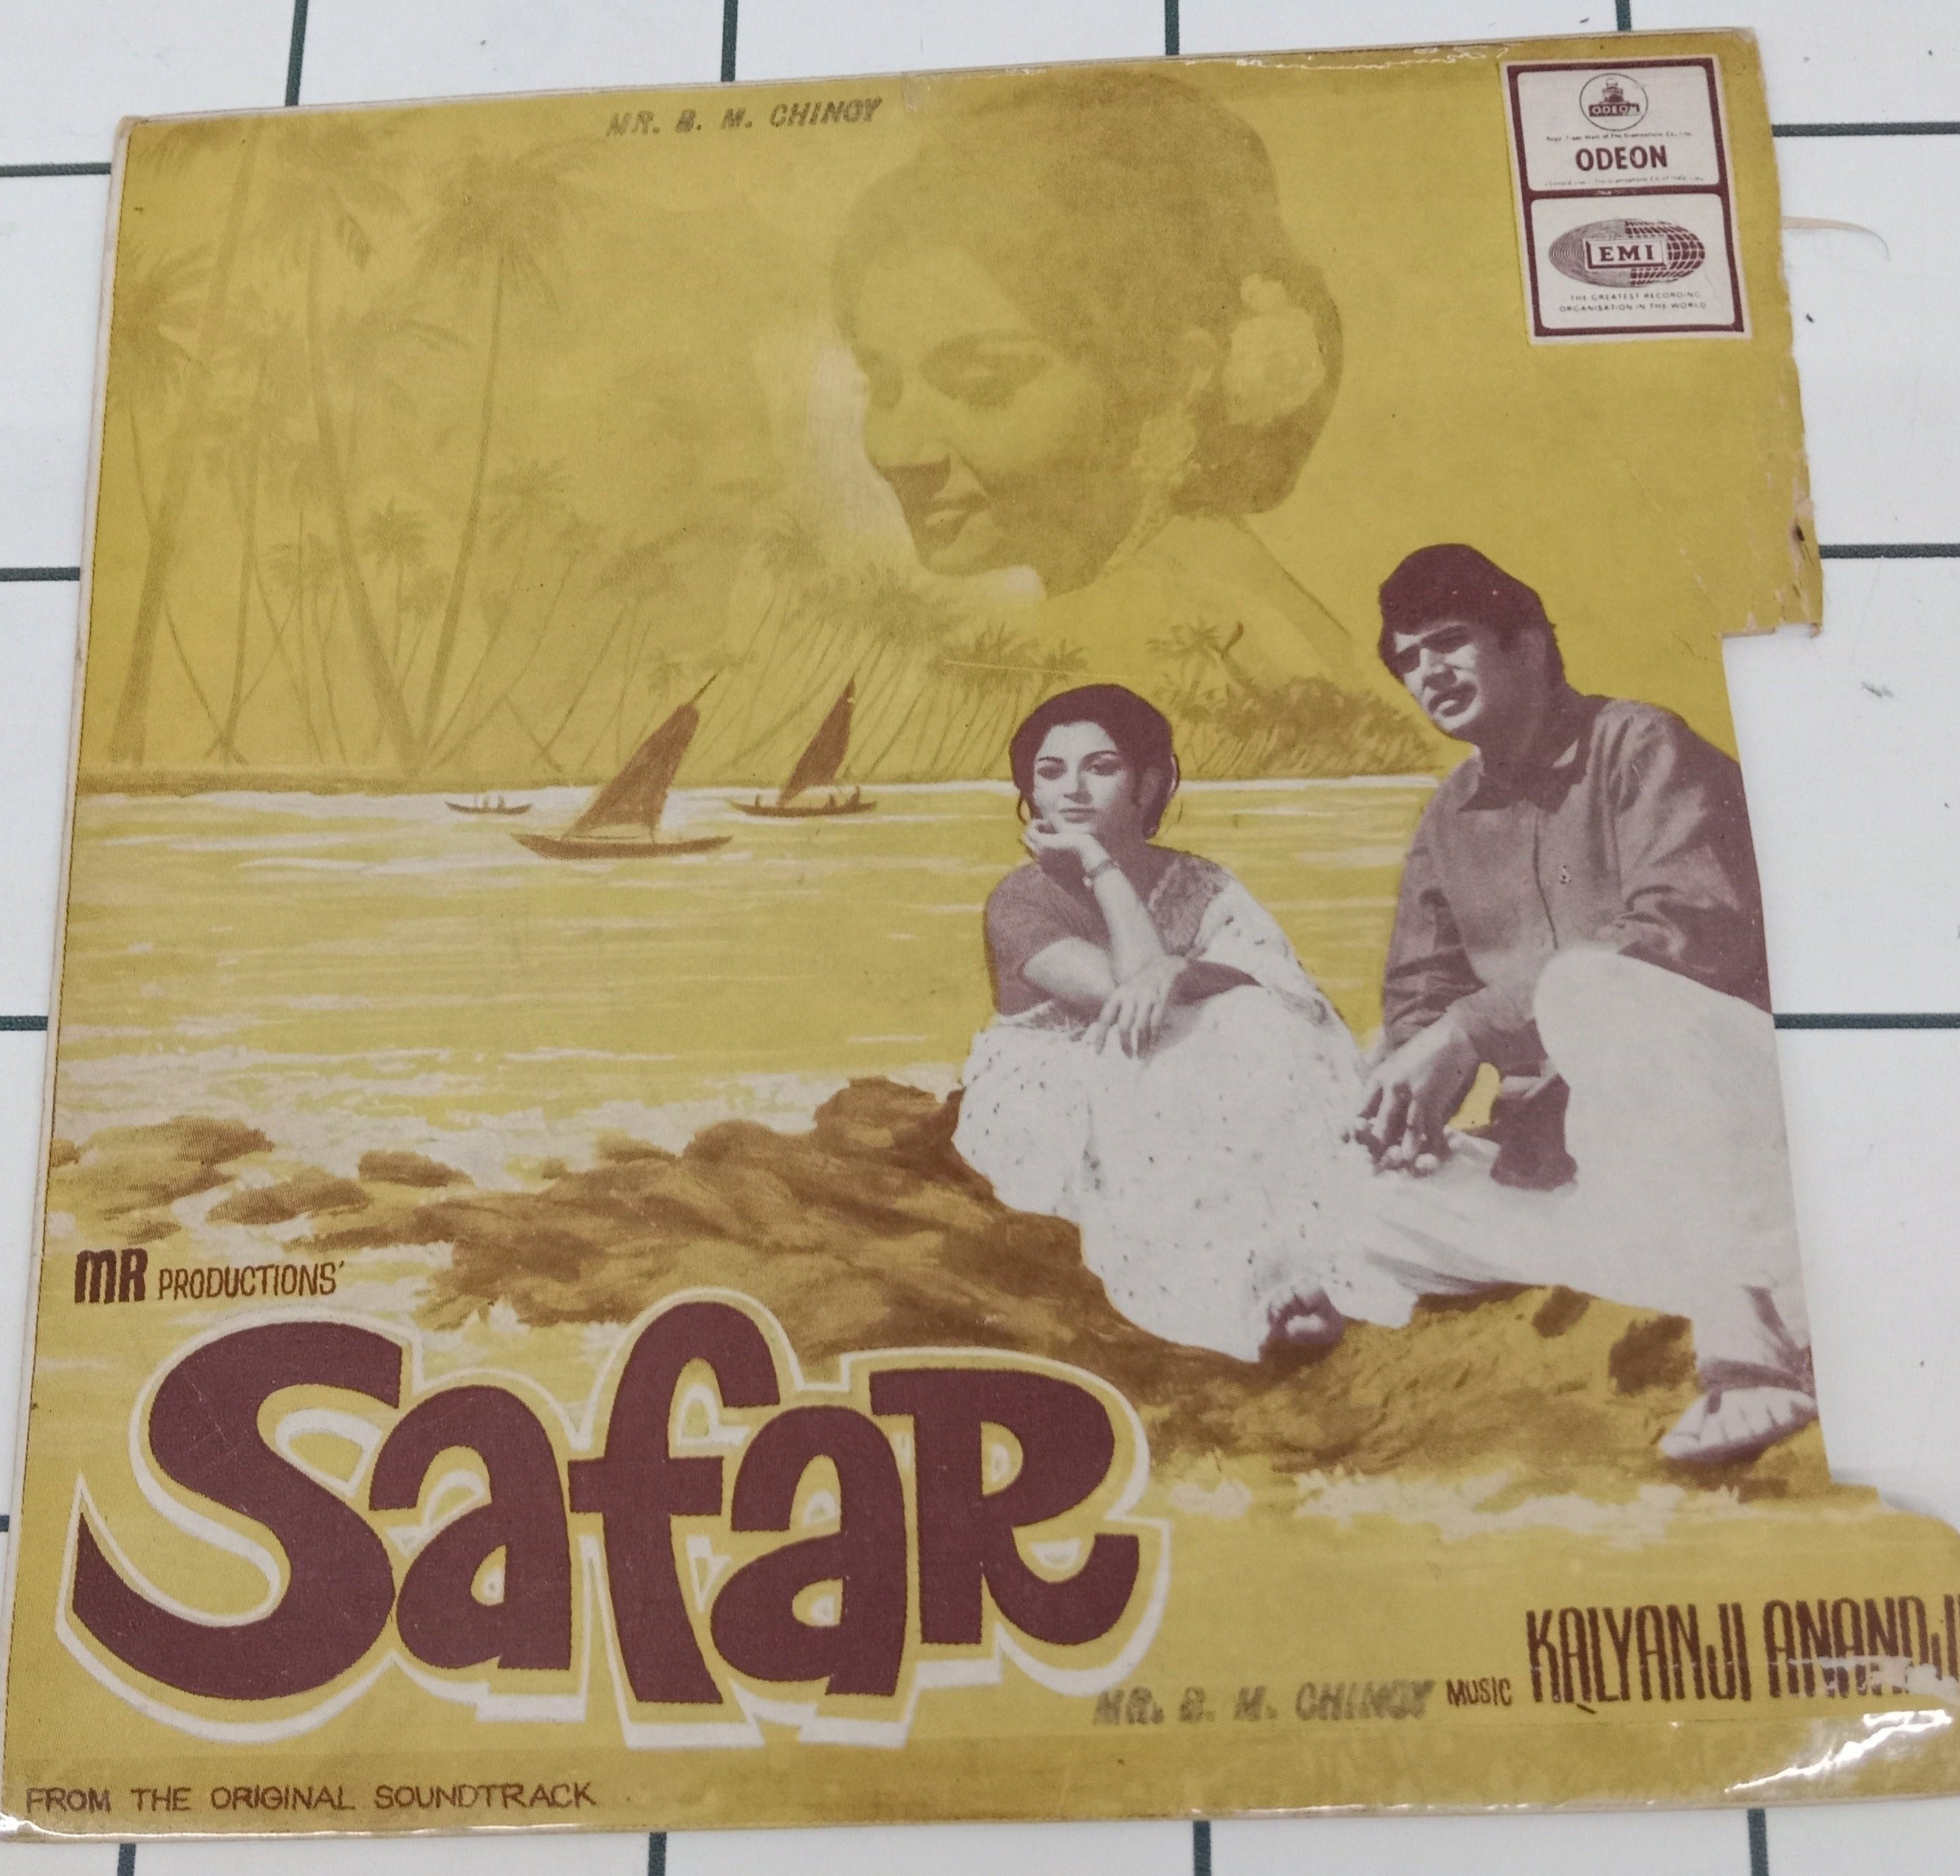 MR. B. M. CHINOY
ODEON
ODEON
EMI
THE GREATEST RECORDING
ORGANISATION IN THE WORLD
MR PRODUCTIONS'
Safar
MUSIC KALYANJI ANANDJI
MR. B. M. CHINOY
FROM THE ORIGINAL SOUNDTRACK